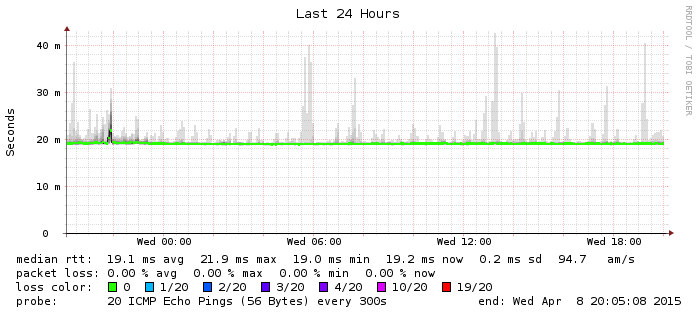 Last 24 Hours
RRDTOOL / TOBI OETIKER
Seconds
40 m
30 m
20 m
10 m
0
Wed 00:00 Wed 06:00 Wed 12:00 Wed 18:00
median rtt: 19.1 ms avg 21.9 ms max 19.0 ms min 19.2 ms now 0.2 ms sd 94.7 am/s
packet loss: 0.00 % avg 0.00 % max 0.00 % min 0.00 % now
loss color: 0 1/20 2/20 3/20 4/20 10/20 19/20
probe: 20 ICMP Echo Pings (56 Bytes) every 300s end: Wed Apr 8 20:05:08 2015